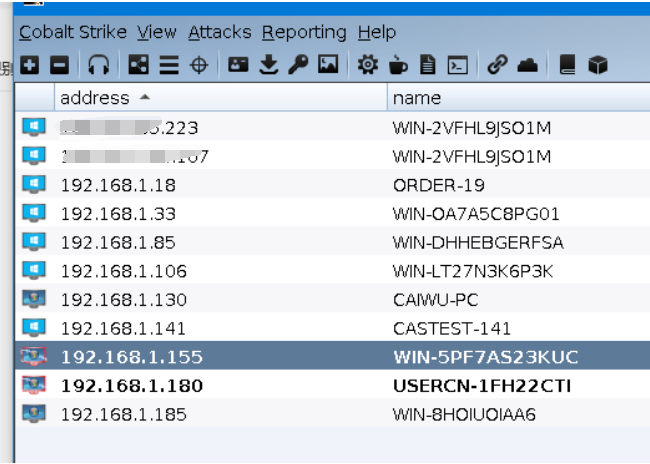 Cobalt Strike View Attacks Reporting Help
address name
.223 WIN-2VFHL9JSO1M
WIN-2VFHL9JSO1M
192.168.1.18 ORDER-19
192.168.1.33 WIN-OA7A5C8PG01
192.168.1.85 WIN-DHHEBGERFSA
192.168.1.106 WIN-LT27N3K6P3K
192.168.1.130 CAIWU-PC
192.168.1.141 CASTEST-141
192.168.1.155 WIN-5PF7AS23KUC
192.168.1.180 USERCN-1FH22CTI
192.168.1.185 WIN-8HOIUOIAA6